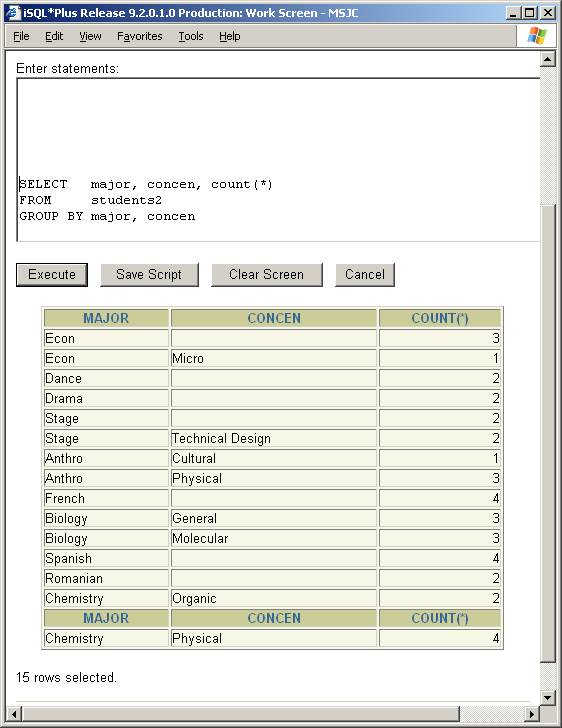 iSQL*Plus Release 9.2.0.1.0 Production: Work Screen - MSJC
File Edit View Favorites Tools Help
Enter statements:
SELECT   major, concen, count(*)
FROM     students2
GROUP BY major, concen
Execute Save Script Clear Screen Cancel
MAJOR CONCEN COUNT(*)
Econ 3
Econ Micro 1
Dance 2
Drama 2
Stage 2
Stage Technical Design 2
Anthro Cultural 1
Anthro Physical 3
French 4
Biology General 3
Biology Molecular 3
Spanish 4
Romanian 2
Chemistry Organic 2
MAJOR CONCEN COUNT(*)
Chemistry Physical 4
15 rows selected.